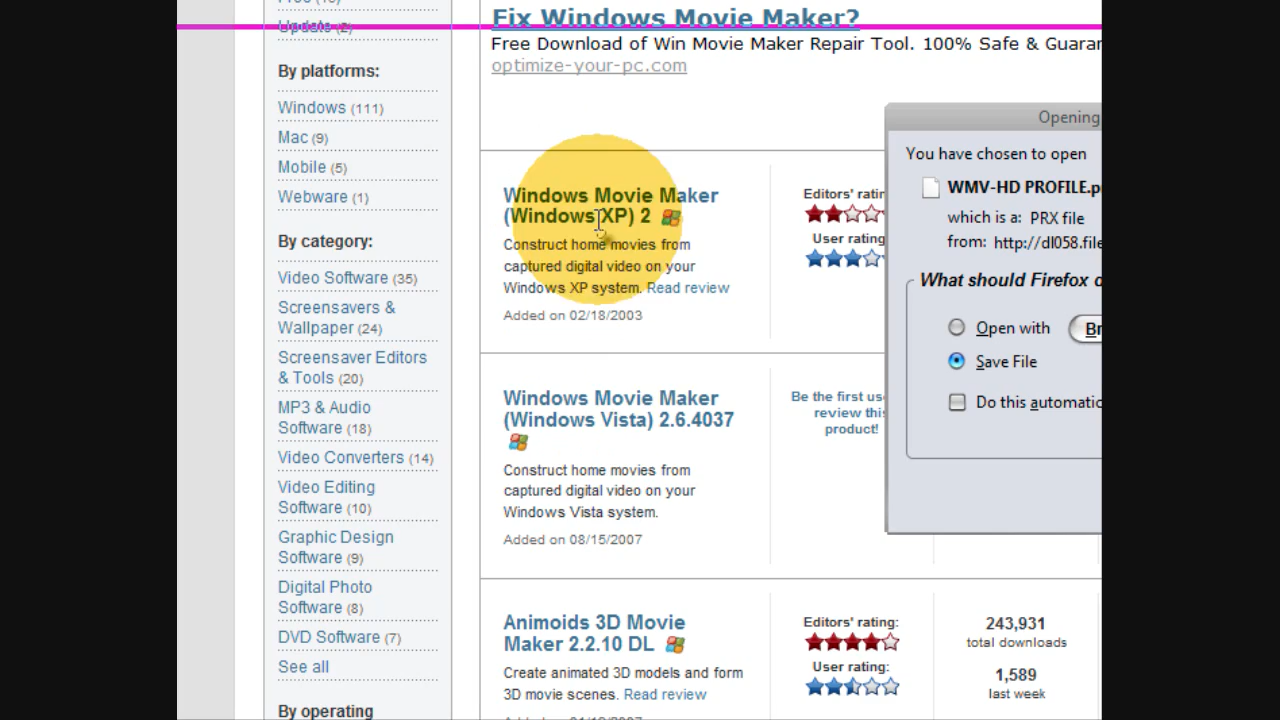 Free (19)
Update (2)
By platforms:
Windows (111)
Mac (9)
Mobile (5)
Webware (1)
By category:
Video Software (35)
Screensavers &
Wallpaper (24)
Screensaver Editors
& Tools (20)
MP3 & Audio
Software (18)
Video Converters (14)
Video Editing
Software (10)
Graphic Design
Software (9)
Digital Photo
Software (8)
DVD Software (7)
See all
By operating
Fix Windows Movie Maker?
Free Download of Win Movie Maker Repair Tool. 100% Safe & Guaran
optimize-your-pc.com
Windows Movie Maker
(Windows XP) 2
Construct home movies from
captured digital video on your
Windows XP system. Read review
Added on 02/18/2003
Editors' ratin
User rating:
Windows Movie Maker
(Windows Vista) 2.6.4037
Construct home movies from
captured digital video on your
Windows Vista system.
Added on 08/15/2007
Be the first us
review this
product!
Animoids 3D Movie
Maker 2.2.10 DL
Create animated 3D models and form
3D movie scenes. Read review
Editors' rating:
User rating:
243,931
total downloads
1,589
last week
Opening
You have chosen to open
WMV-HD PROFILE.p
which is a: PRX file
from: http://dl058.file
What should Firefox d
Open with
Br
Save File
Do this automatic